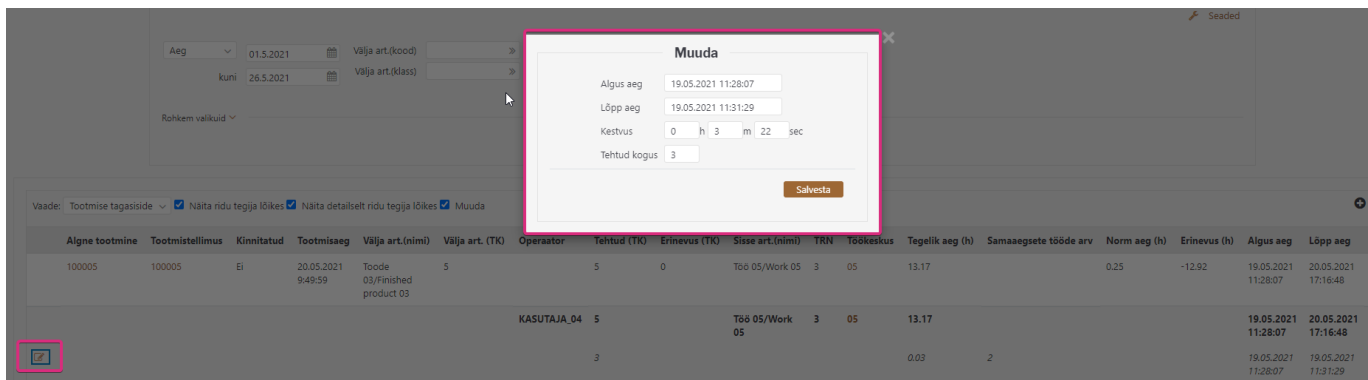 Seaded
Aeg 01.5.2021 Välja art.(kood)
kuni 26.5.2021 Välja art.(klass)
Rohkem valikuid
Muuda
Algus aeg 19.05.2021 11:28:07
Lõpp aeg 19.05.2021 11:31:29
Kestvus 0 h 3 m 22 sec
Tehtud kogus 3
Salvesta
Vaade: Tootmise tagasiside Näita ridu tegija lõikes Näita detailselt ridu tegija lõikes Muuda
Algne tootmine Tootmistellimus Kinnitatud Tootmisaeg Välja art.(nimi) Välja art. (TK) Operaator Tehtud (TK) Erinevus (TK) Sisse art.(nimi) TRN Töökeskus Tegelik aeg (h) Samaaegsete tööde arv Norm aeg (h) Erinevus (h) Algus aeg Lõpp aeg
100005 100005 Ei 20.05.2021 Toode 5 5 0 Töö 05/Work 05 3 05 13.17 0.25 -12.92 19.05.2021 20.05.2021
9:49:59 03/Finished 11:28:07 17:16:48
product 03
KASUTAJA_04 5 Töö 05/Work 3 05 13.17 19.05.2021 20.05.2021
05 11:28:07 17:16:48
3 0.03 2 19.05.2021 19.05.2021
11:28:07 11:31:29